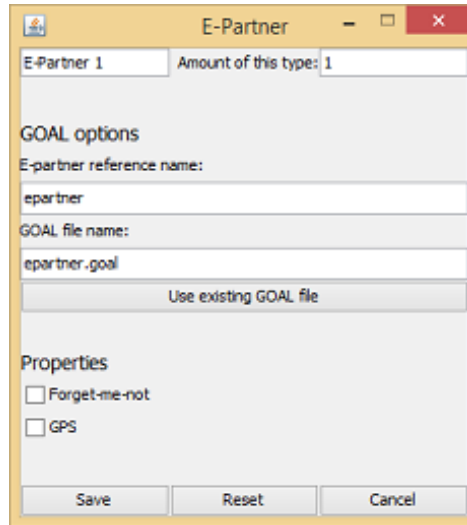 E-Partner
E-Partner 1 Amount of this type: 1
GOAL options
E-partner reference name:
epartner
GOAL file name:
epartner.goal
Use existing GOAL file
Properties
Forget-me-not
GPS
Save Reset Cancel